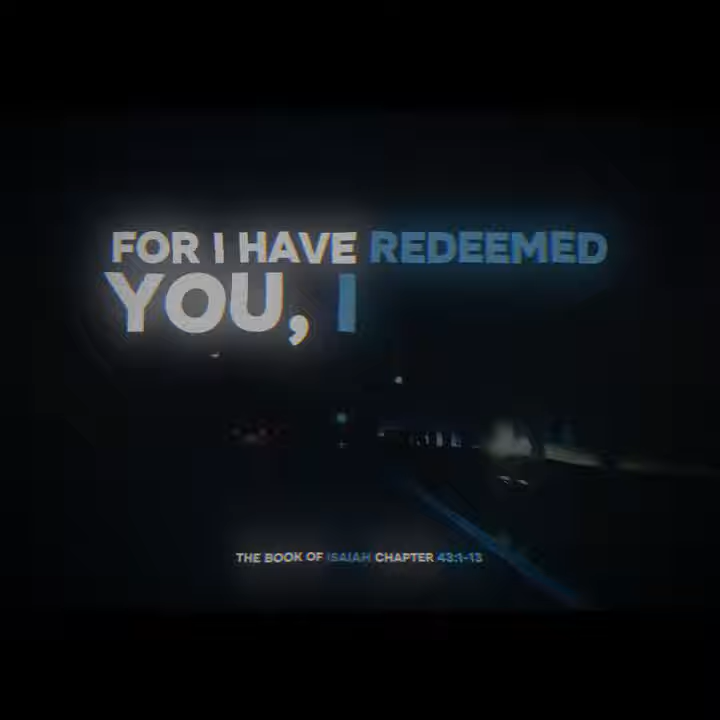 FOR I HAVE REDEEMED
YOU, I
THE BOOK OF ISAIAH CHAPTER 43:1-13